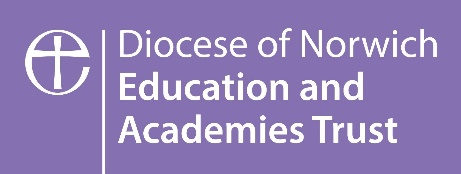 Diocese of Norwich
Education and
Academies Trust